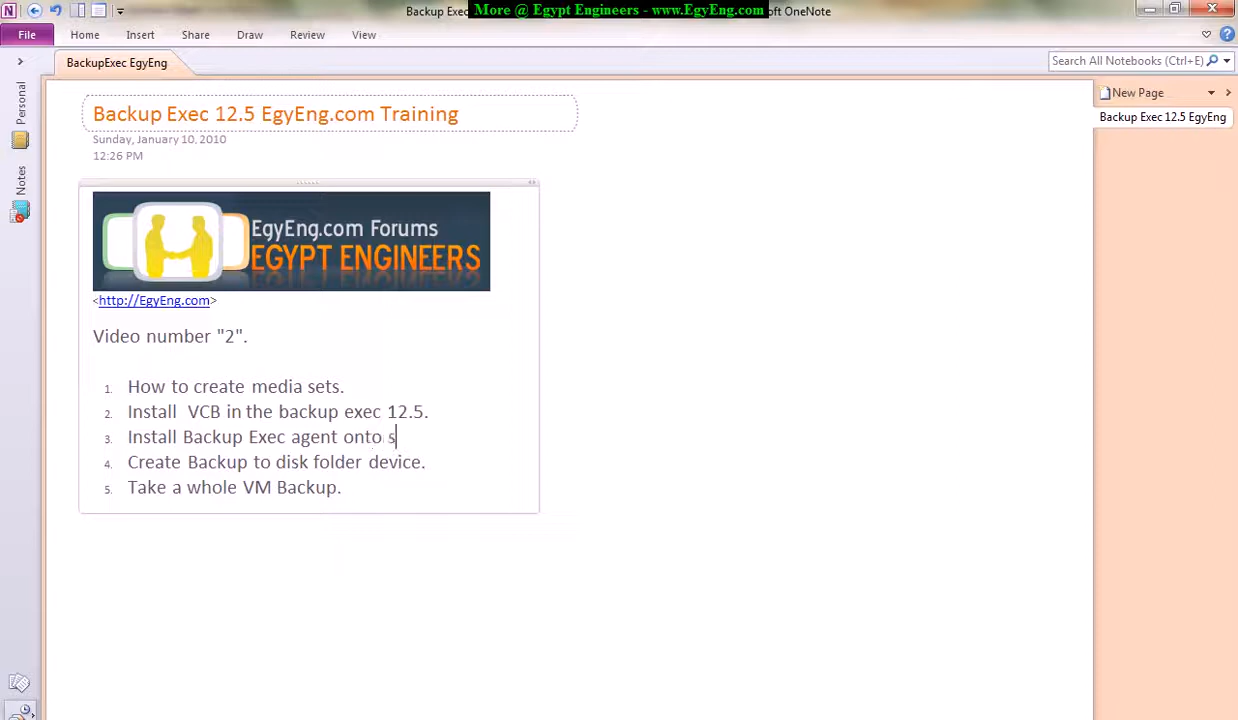 Backup Exec
More @ Egypt Engineers - www.EgyEng.com
oft OneNote
File Home Insert Share Draw Review View
BackupExec EgyEng
Search All Notebooks (Ctrl+E)
Personal
Notes
New Page
Backup Exec 12.5 EgyEng
Backup Exec 12.5 EgyEng.com Training
Sunday, January 10, 2010
12:26 PM
EgyEng.com Forums
EGYPT ENGINEERS
<http://EgyEng.com>
Video number "2".
1. How to create media sets.
2. Install  VCB in the backup exec 12.5.
3. Install Backup Exec agent onto s
4. Create Backup to disk folder device.
5. Take a whole VM Backup.